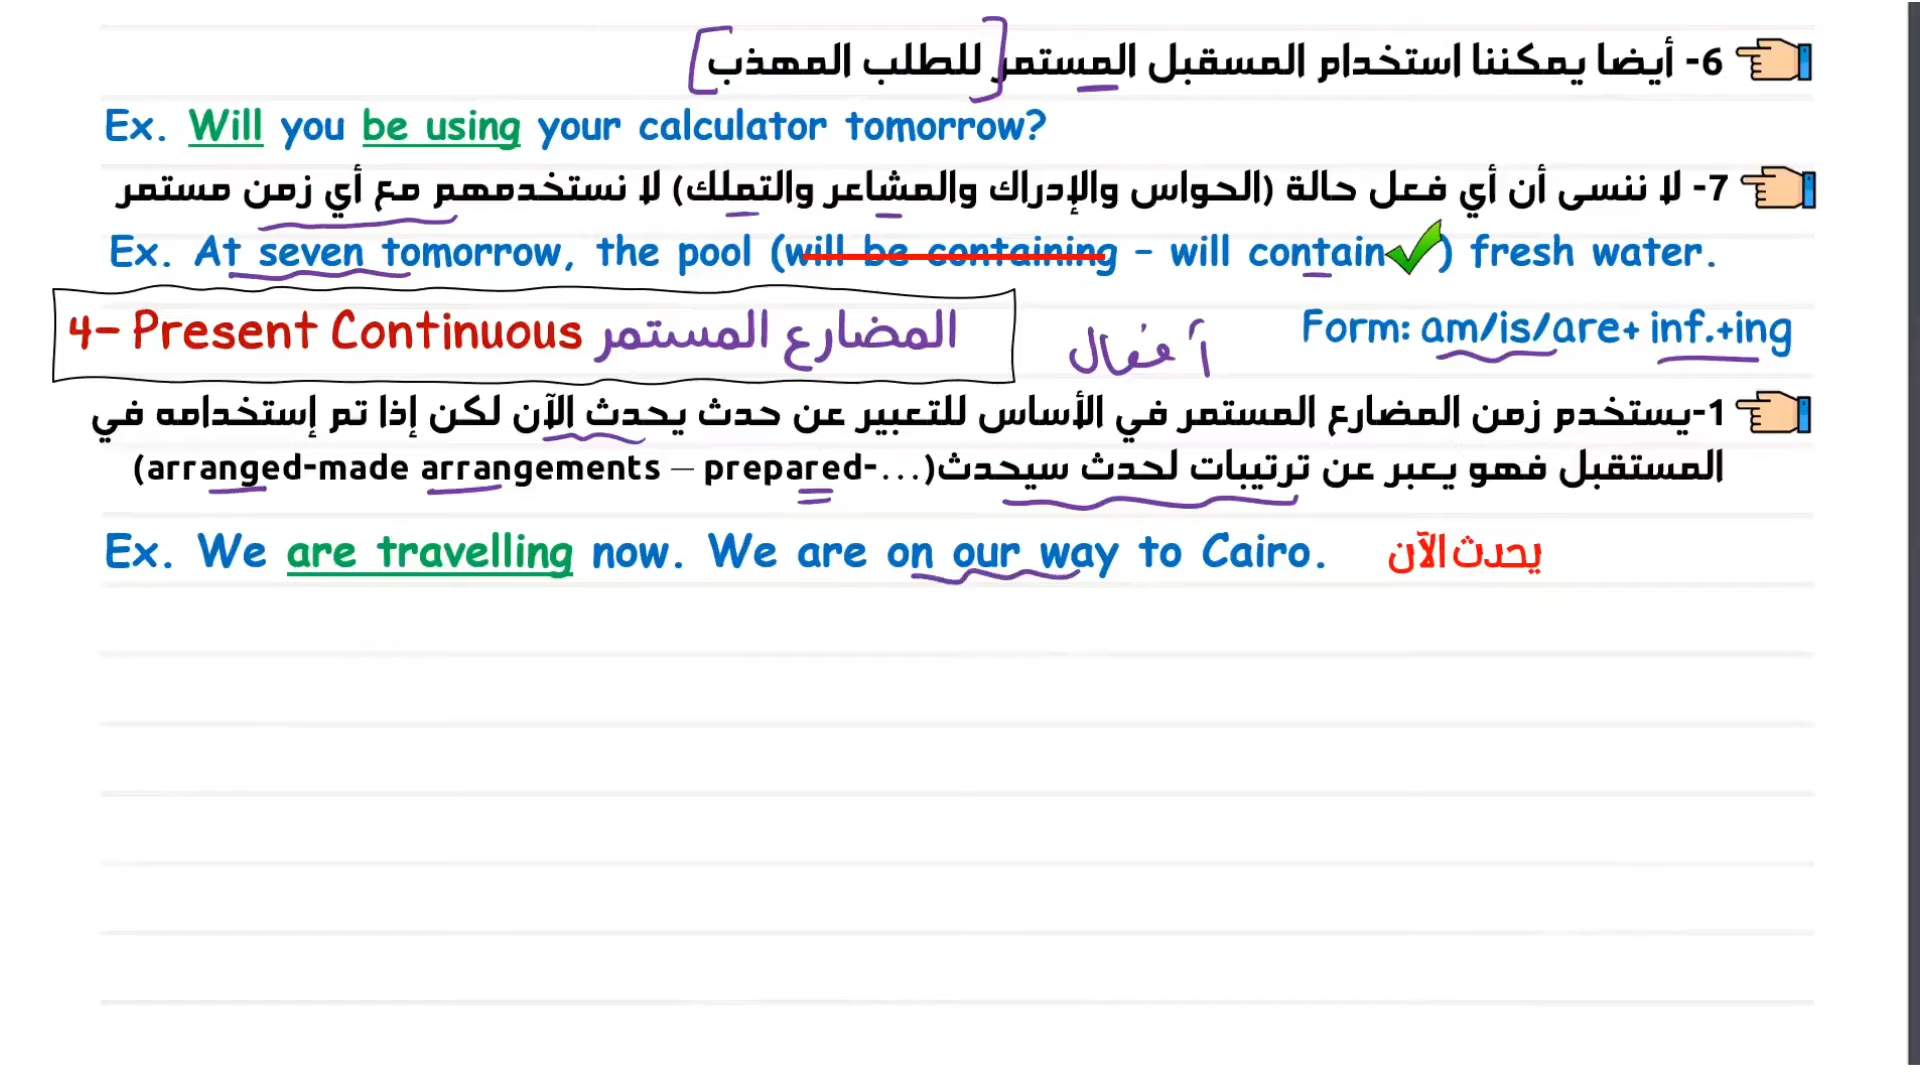 6- أيضا يمكننا استخدام المسقبل المستمر للطلب المهذب
Ex. Will you be using your calculator tomorrow?
7- لا ننسى أن أي فعل حالة (الحواس والإدراك والمشاعر والتملك) لا نستخدمهم مع أي زمن مستمر
Ex. At seven tomorrow, the pool (will be containing - will contain✓) fresh water.
4- Present Continuous المضارع المستمر
أفعال
Form: am/is/are+ inf.+ing
1-يستخدم زمن المضارع المستمر في الأساس للتعبير عن حدث يحدث الآن لكن إذا تم إستخدامه في
المستقبل فهو يعبر عن ترتيبات لحدث سيحدث(arranged-made arrangements – prepared-...)
Ex. We are travelling now. We are on our way to Cairo. يحدث الآن